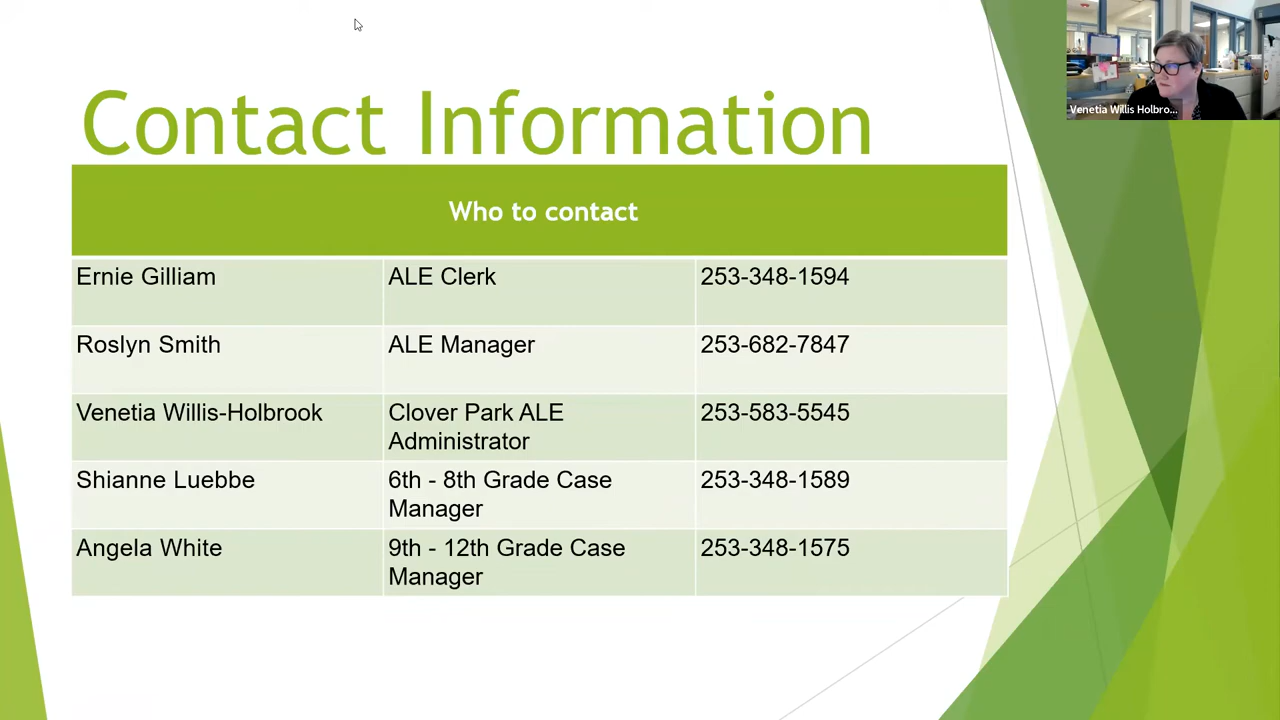 Contact Information
Venetia Willis Holbro...
Who to contact
Ernie Gilliam
ALE Clerk
253-348-1594
Roslyn Smith
ALE Manager
253-682-7847
Venetia Willis-Holbrook
Clover Park ALE
Administrator
253-583-5545
Shianne Luebbe
6th - 8th Grade Case
Manager
253-348-1589
Angela White
9th - 12th Grade Case
Manager
253-348-1575